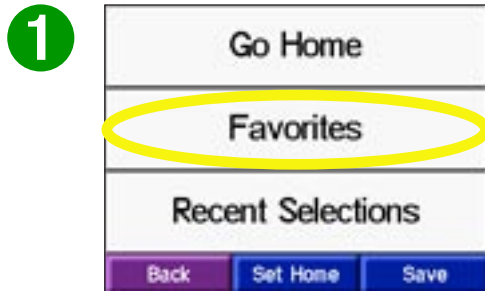 1
Go Home
Favorites
Recent Selections
Back Set Home Save